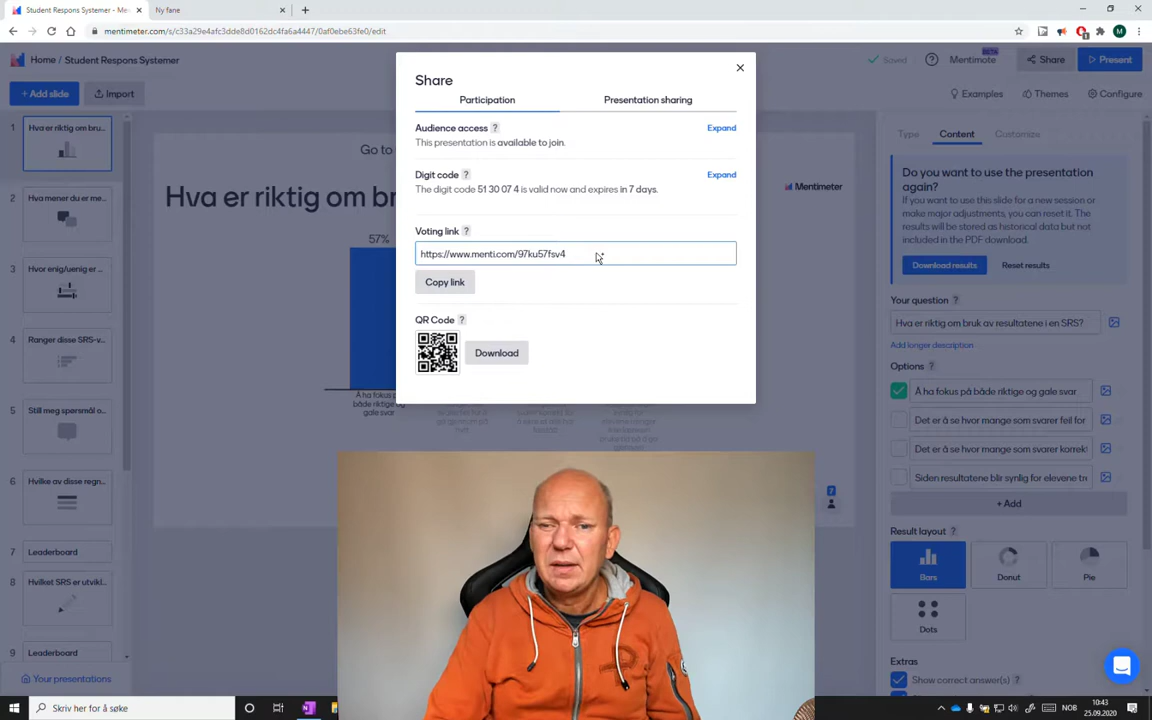 Student Respons Systemer - Men
Ny fane
mentimeter.com/s/c33a29e4afc3dde8d0162dc4fa6a4447/0af0ebe63fe0/edit
Home / Student Respons Systemer
Saved
Mentimote
BETA
Share
Present
+ Add slide
Import
Examples
Themes
Configure
1
Hva er riktig om bru...
2
Hva mener du er me...
3
Hvor enig/uenig er
4
Ranger disse SRS-v...
5
Still meg spørsmål o...
6
Hvilke av disse regn...
7
Leaderboard
8
Hvilket SRS er utvikl...
9
Leaderboard
Your presentations
Go to
Hva er riktig om br
Mentimeter
57%
Å ha fokus på
både riktige og
gale svar
Share
Participation
Presentation sharing
Audience access ?
Expand
This presentation is available to join.
Digit code ?
Expand
The digit code 51 30 07 4 is valid now and expires in 7 days.
Voting link ?
https://www.menti.com/97ku57fsv4
Copy link
QR Code ?
Download
Type
Content
Customize
Do you want to use the presentation
again?
If you want to use this slide for a new session or
make major adjustments, you can reset it. The
results will be stored as historical data but
not included in the PDF download.
Download results
Reset results
Your question ?
Hva er riktig om bruk av resultatene i en SRS?
Add longer description
Options ?
Å ha fokus på både riktige og gale svar
Det er å se hvor mange som svarer feil for
Det er å se hvor mange som svarer korrekt
Siden resultatene blir synlig for elevene tr
+ Add
Result layout ?
Bars
Donut
Pie
Dots
Extras
Show correct answer(s) ?
7
Skriv her for å søke
NOB
10:43
25.09.2020